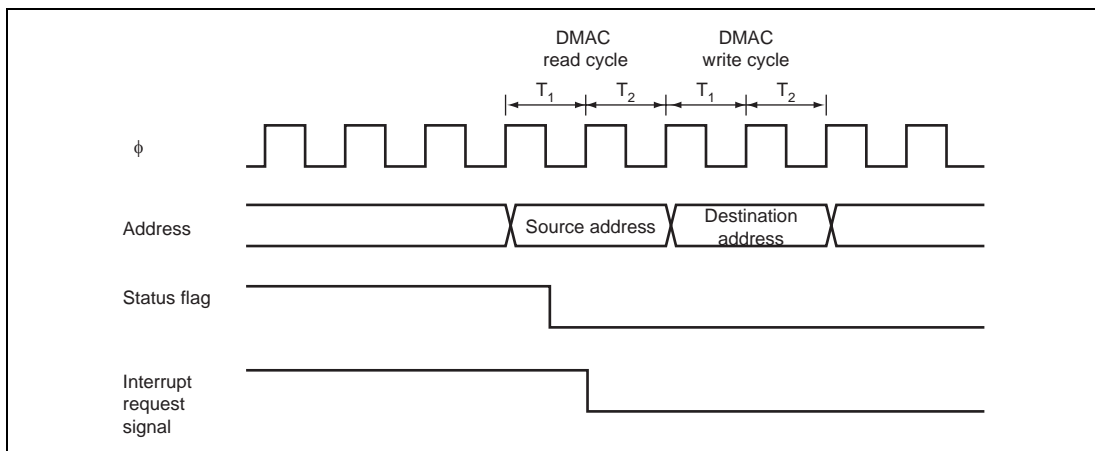 DMAC
read cycle
DMAC
write cycle
T1 T2 T1 T2
ϕ
Address
Source address
Destination
address
Status flag
Interrupt
request
signal